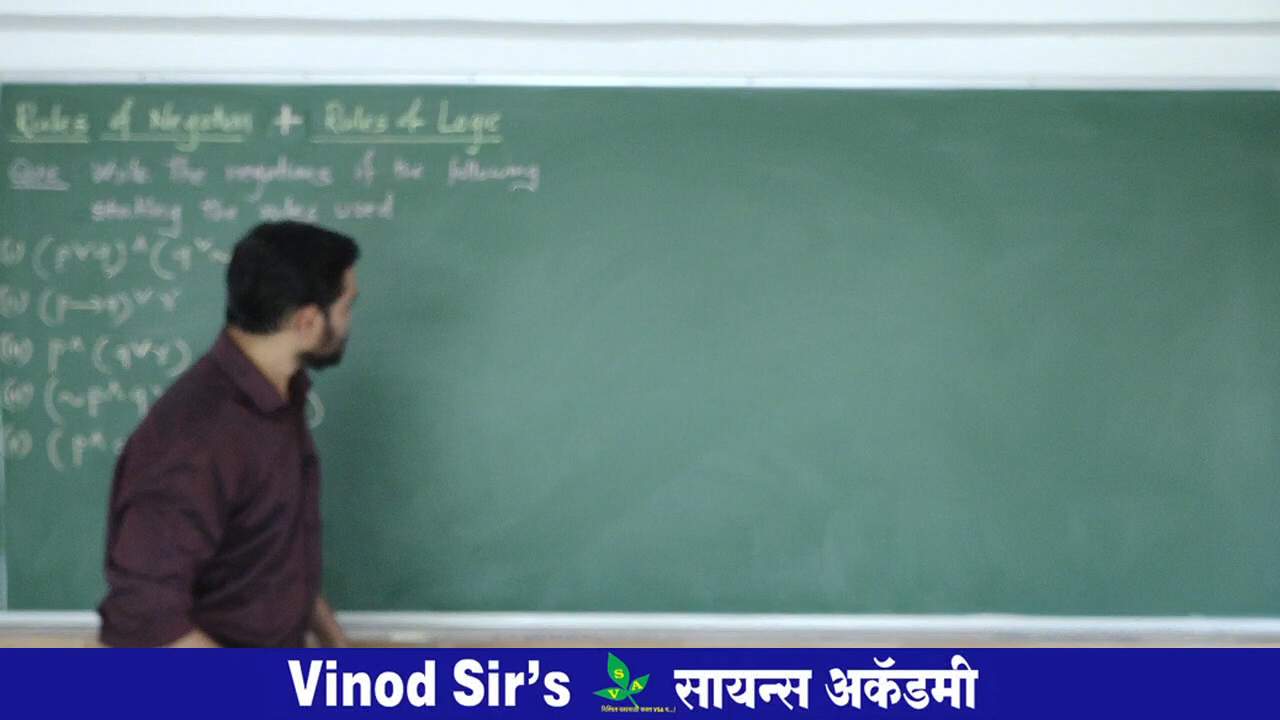 Rules of Negation + Rules of Logic
Que. Write the negations of the following
stating the rules used
(i) (p∨q)∧(q∨~
(ii) (p→q)∨r
(iii) p∧(q∨r)
(iv) (~p∧q
(v) (p∧
Vinod Sir's SVA सायन्स अकॅडमी